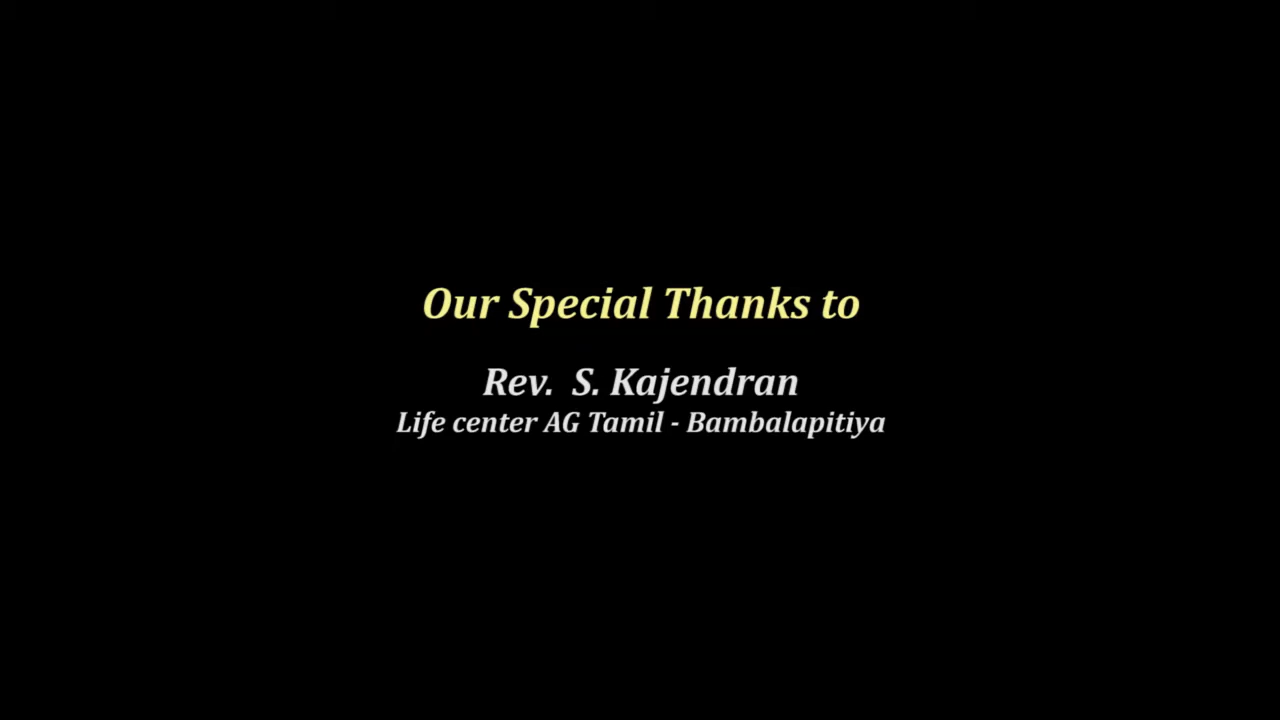 Our Special Thanks to
Rev.  S. Kajendran
Life center AG Tamil - Bambalapitiya